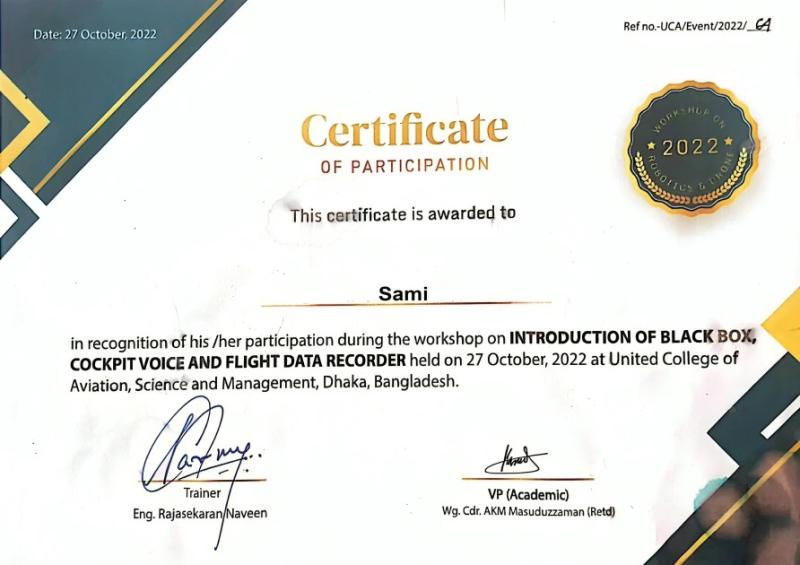 Date: 27 October, 2022
Ref no.-UCA/Event/2022/
WORKSHOP ON
2022
ROBOTICS & DRONE
Certificate
OF PARTICIPATION
This certificate is awarded to
Sami
in recognition of his /her participation during the workshop on INTRODUCTION OF BLACK BOX,
COCKPIT VOICE AND FLIGHT DATA RECORDER held on 27 October, 2022 at United College of
Aviation, Science and Management, Dhaka, Bangladesh.
Trainer
Eng. Rajasekaran Naveen
VP (Academic)
Wg. Cdr. AKM Masuduzzaman (Retd)